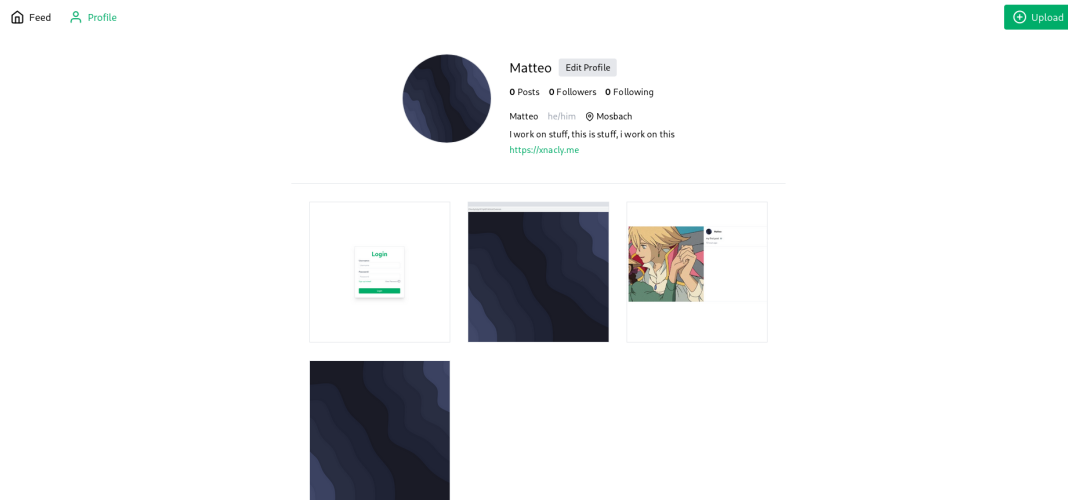 Feed
Profile
Upload
Matteo
Edit Profile
0 Posts 0 Followers 0 Following
Matteo he/him Mosbach
I work on stuff, this is stuff, i work on this
https://xnacly.me
Login
Matteo